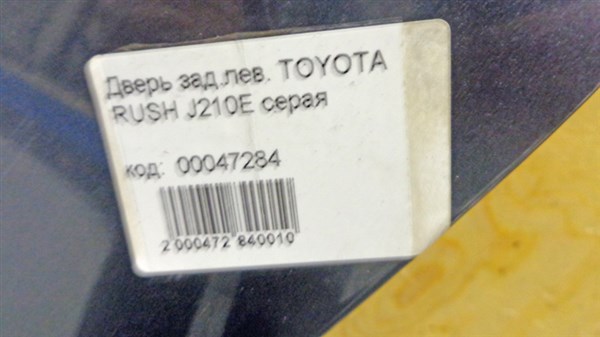 Дверь зад.лев. TOYOTA
RUSH J210E серая
код: 00047284
2 000472 840010